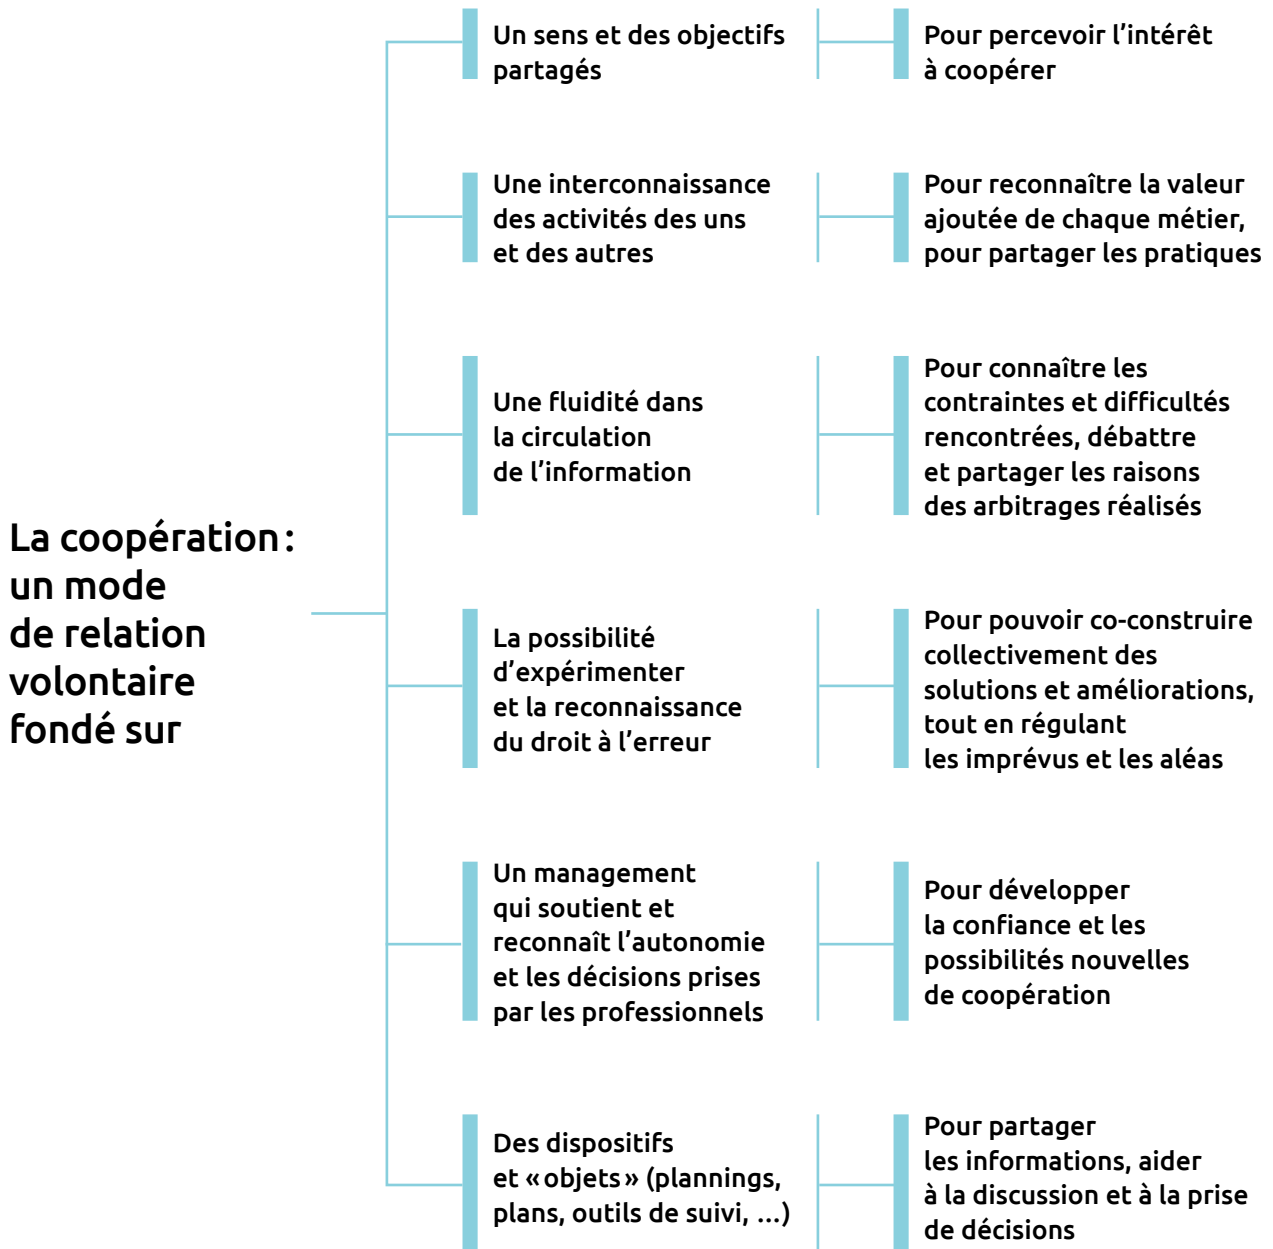 La coopération :
un mode
de relation
volontaire
fondé sur
Un sens et des objectifs
partagés
Pour percevoir l’intérêt
à coopérer
Une interconnaissance
des activités des uns
et des autres
Pour reconnaître la valeur
ajoutée de chaque métier,
pour partager les pratiques
Une fluidité dans
la circulation
de l’information
Pour connaître les
contraintes et difficultés
rencontrées, débattre
et partager les raisons
des arbitrages réalisés
La possibilité
d’expérimenter
et la reconnaissance
du droit à l’erreur
Pour pouvoir co-construire
collectivement des
solutions et améliorations,
tout en régulant
les imprévus et les aléas
Un management
qui soutient et
reconnaît l’autonomie
et les décisions prises
par les professionnels
Pour développer
la confiance et les
possibilités nouvelles
de coopération
Des dispositifs
et « objets » (plannings,
plans, outils de suivi, …)
Pour partager
les informations, aider
à la discussion et à la prise
de décisions